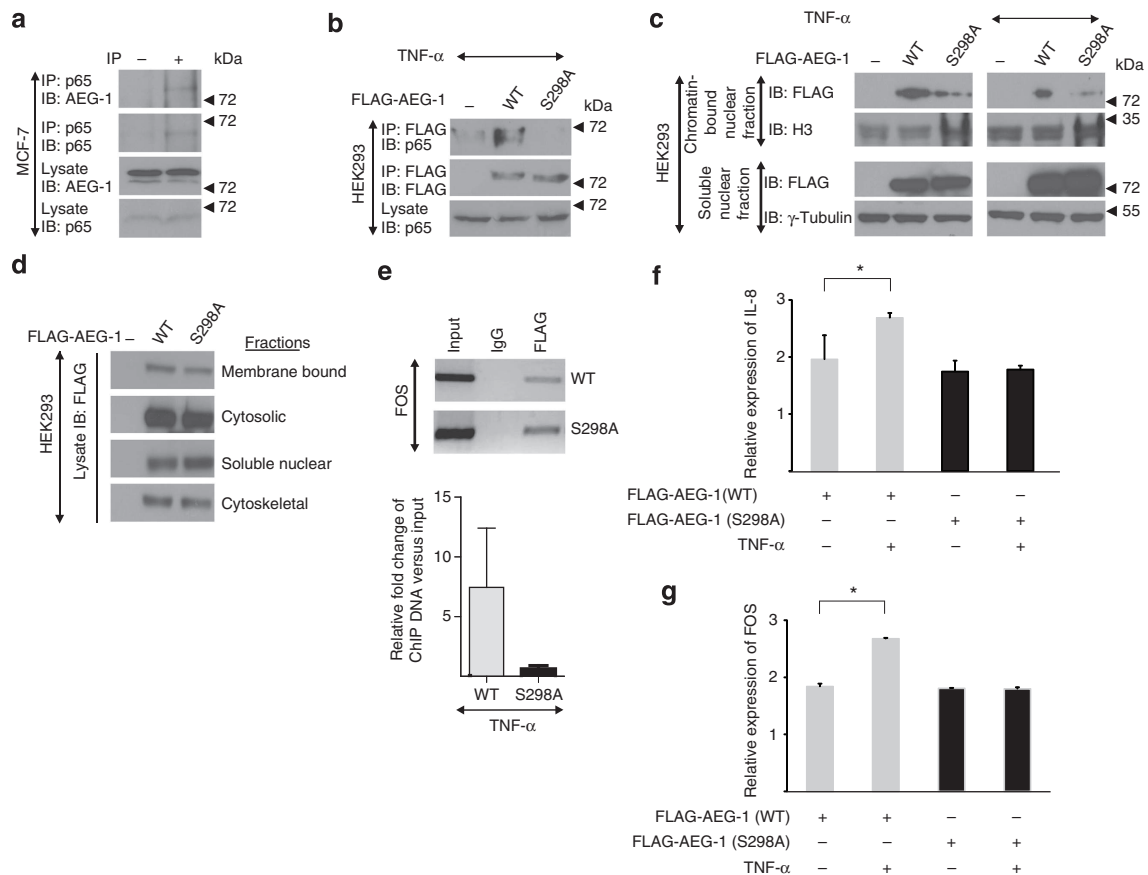 a
IP – + kDa
MCF-7
IP: p65
IB: AEG-1
◄ 72
IP: p65
IB: p65
◄ 72
Lysate
IB: AEG-1
◄ 72
Lysate
IB: p65
◄ 72
b
TNF-α
FLAG-AEG-1 – WT S298A
kDa
HEK293
IP: FLAG
IB: p65
◄ 72
IP: FLAG
IB: FLAG
◄ 72
Lysate
IB: p65
c
TNF-α
FLAG-AEG-1 – WT S298A – WT S298A
kDa
HEK293
Chromatin-
bound
nuclear
fraction
IB: FLAG
◄ 72
IB: H3
◄ 35
Soluble
nuclear
fraction
IB: FLAG
◄ 72
IB: γ-Tubulin
◄ 55
d
FLAG-AEG-1 – WT S298A
Fractions
HEK293
Lysate IB: FLAG
Membrane bound
Cytosolic
Soluble nuclear
Cytoskeletal
e
Input IgG FLAG
FOS
WT
S298A
Relative fold change of
ChIP DNA versus input
15
10
5
WT S298A
TNF-α
f
Relative expression of IL-8
3
2
1
*
FLAG-AEG-1(WT) + + – –
FLAG-AEG-1 (S298A) – – + +
TNF-α – + – +
g
Relative expression of FOS
3
2
1
*
FLAG-AEG-1 (WT) + + – –
FLAG-AEG-1 (S298A) – – + +
TNF-α – + – +